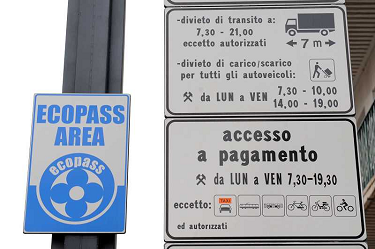 ECOPASS
AREA
ecopass
-divieto di transito a:
7,30 - 21,00
eccetto autorizzati
7 m
-divieto di carico/scarico
per tutti gli autoveicoli:
da LUN a VEN 7,30 - 10,00
14,00 - 19,00
accesso
a pagamento
da LUN a VEN 7,30-19,30
eccetto:
TAXI
ed autorizzati